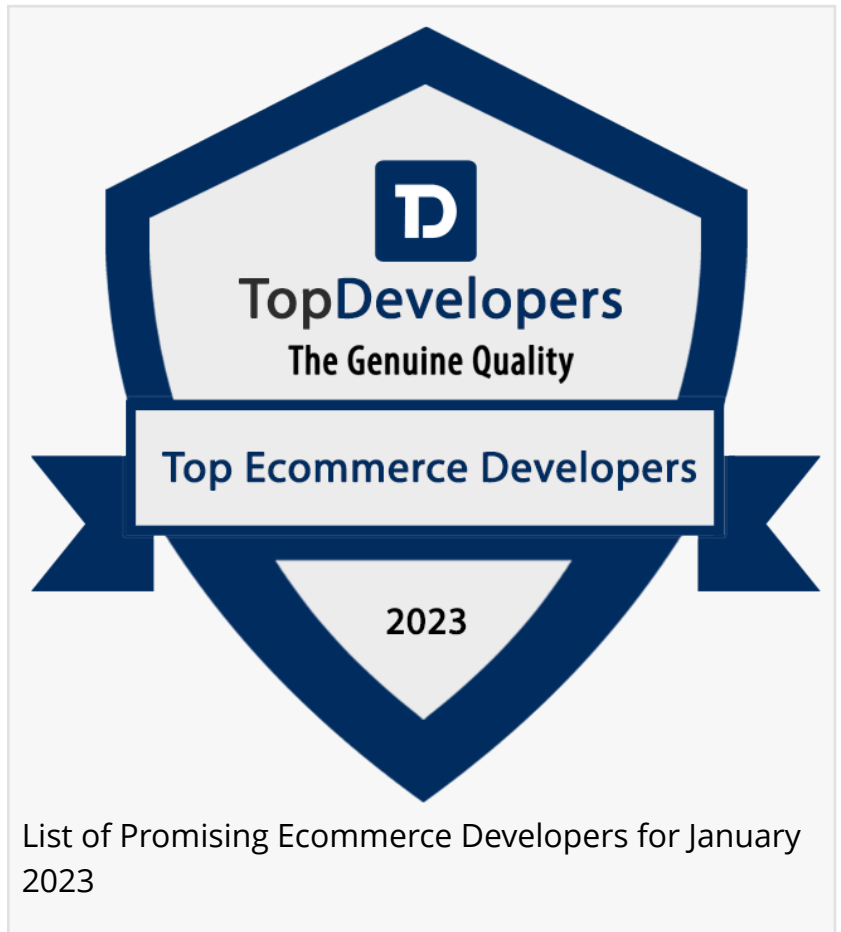 TD
TopDevelopers
The Genuine Quality
Top Ecommerce Developers
2023
List of Promising Ecommerce Developers for January
2023